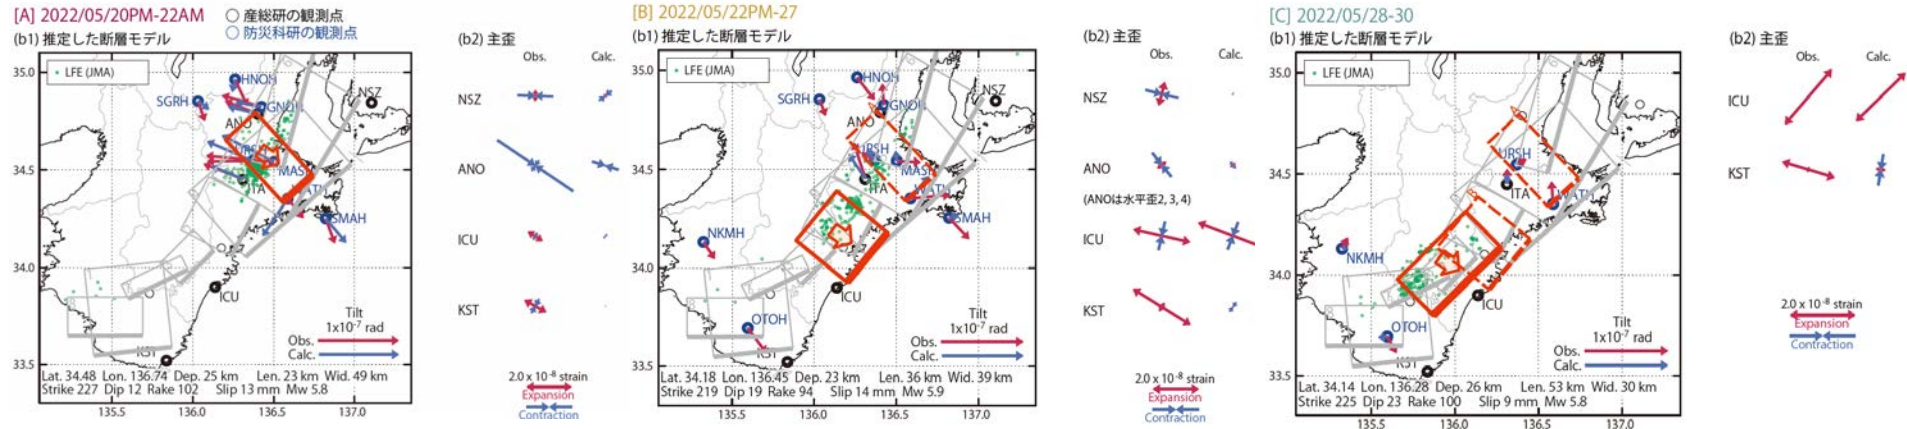 [A] 2022/05/20PM-22AM
○ 産総研の観測点
○ 防災科研の観測点
(b1) 推定した断層モデル
LFE (JMA)
HNOH
SGRH
GNOH
NSZ
ANO
MASH
ITA
SMAH
ICU
KST
35.0
34.5
34.0
33.5
Tilt
1x10⁻⁷ rad
Obs.
Calc.
Lat. 34.48 Lon. 136.74 Dep. 25 km Len. 23 km Wid. 49 km
Strike 227 Dip 12 Rake 102 Slip 13 mm Mw 5.8
135.5 136.0 136.5 137.0
(b2) 主歪
Obs. Calc.
NSZ
ANO
ICU
KST
2.0 x 10⁻⁸ strain
Expansion
Contraction
[B] 2022/05/22PM-27
(b1) 推定した断層モデル
LFE (JMA)
HNOH
SGRH
GNOH
NSZ
ANO
URSH
MASH
ITA
SMAH
NKMH
ICU
OTOH
KST
35.0
34.5
34.0
33.5
Tilt
1x10⁻⁷ rad
Obs.
Calc.
Lat. 34.18 Lon. 136.45 Dep. 23 km Len. 36 km Wid. 39 km
Strike 219 Dip 19 Rake 94 Slip 14 mm Mw 5.9
135.5 136.0 136.5 137.0
(b2) 主歪
Obs. Calc.
NSZ
ANO
(ANOは水平歪2, 3, 4)
ICU
KST
2.0 x 10⁻⁸ strain
Expansion
Contraction
[C] 2022/05/28-30
(b1) 推定した断層モデル
LFE (JMA)
URSH
ITA
NKMH
ICU
OTOH
KST
35.0
34.5
34.0
33.5
Tilt
1x10⁻⁷ rad
Obs.
Calc.
Lat. 34.14 Lon. 136.28 Dep. 26 km Len. 53 km Wid. 30 km
Strike 225 Dip 23 Rake 100 Slip 9 mm Mw 5.8
135.5 136.0 136.5 137.0
(b2) 主歪
Obs. Calc.
ICU
KST
2.0 x 10⁻⁸ strain
Expansion
Contraction